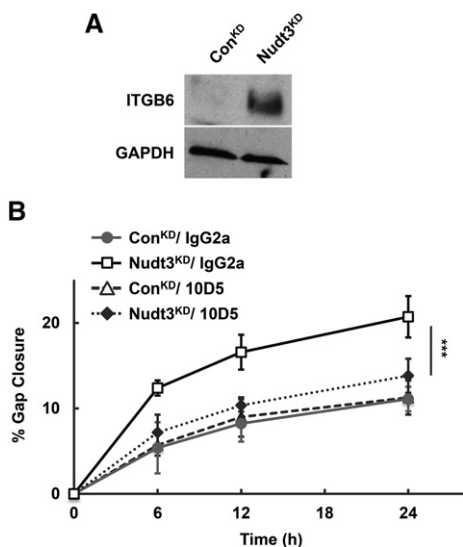 A
Con^KD Nudt3^KD
ITGB6
GAPDH
B
Con^KD/ IgG2a
Nudt3^KD/ IgG2a
Con^KD/ 10D5
Nudt3^KD/ 10D5
20
10
0
% Gap Closure
***
0 6 12 18 24
Time (h)